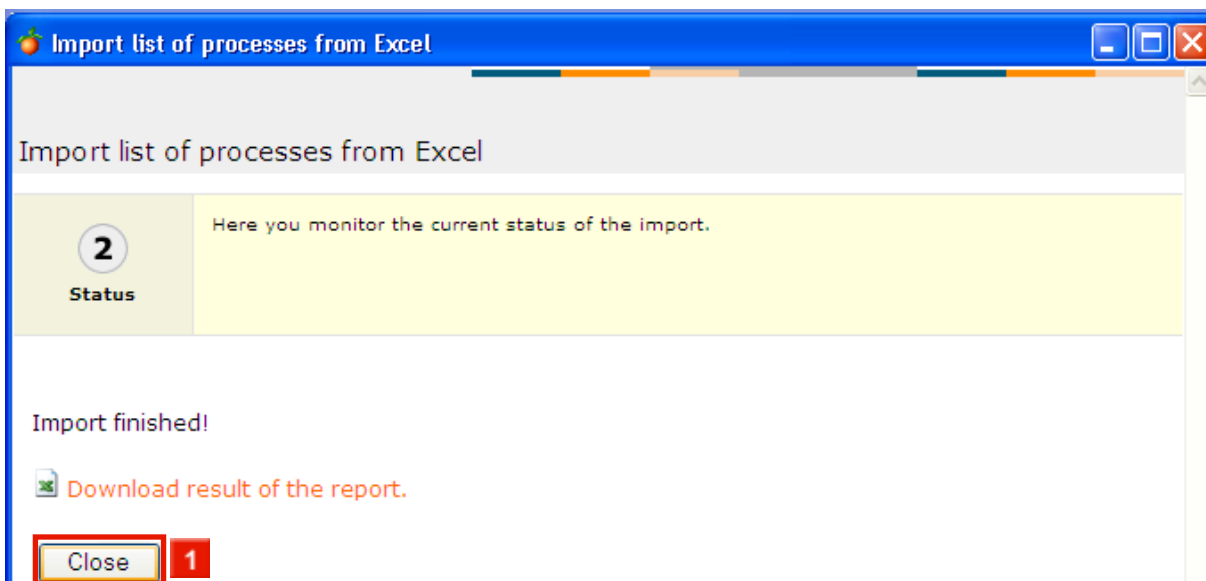 Import list of processes from Excel
Import list of processes from Excel
2
Status
Here you monitor the current status of the import.
Import finished!
Download result of the report.
Close
1